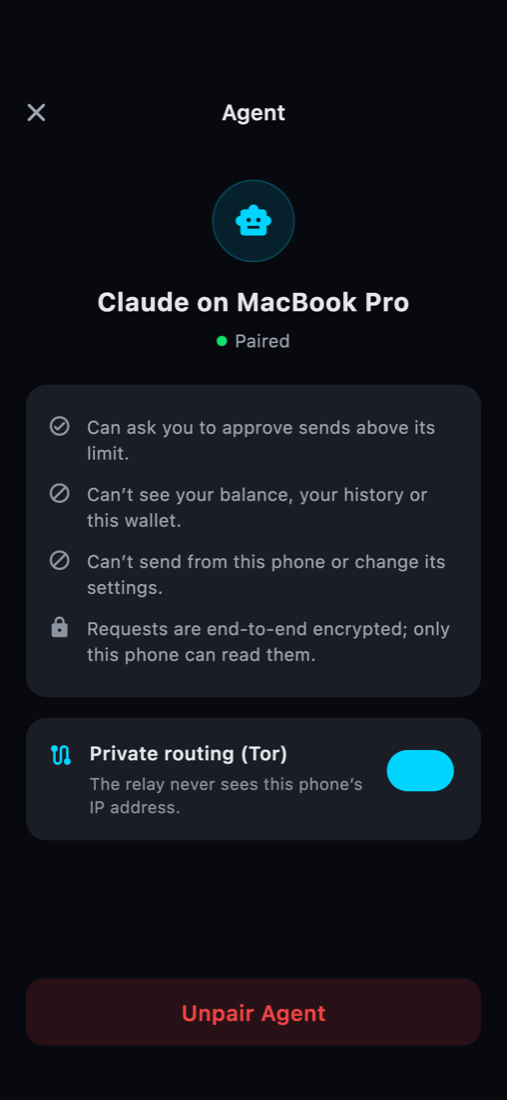 Agent
Claude on MacBook Pro
Paired
Can ask you to approve sends above its
limit.
Can’t see your balance, your history or
this wallet.
Can’t send from this phone or change its
settings.
Requests are end-to-end encrypted; only
this phone can read them.
Private routing (Tor)
The relay never sees this phone’s
IP address.
Unpair Agent